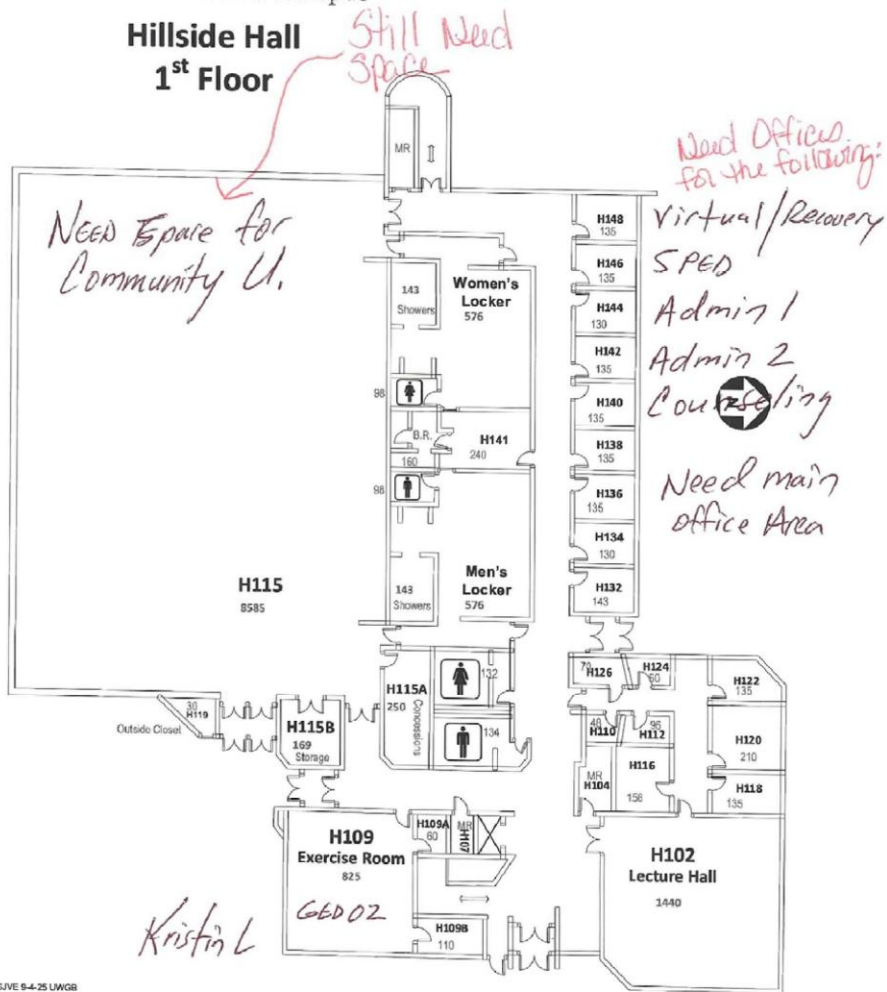 Hillside Hall
1st Floor
Still Need
Space
Need Offices
for the following:
NEED Space for
Community U.
Virtual/Recovery
SPED
Admin 1
Admin 2
Counseling
Need main
office Area
MR
H148
135
H146
135
H144
130
H142
135
H140
135
H138
135
H136
135
H134
130
H132
143
143
Showers
Women's
Locker
576
98
B.R.
160
H141
240
98
143
Showers
Men's
Locker
576
H115
8585
H115A
250
Concessions
132
134
30
H119
Outside Closet
H115B
169
Storage
70
H126
H124
60
H122
135
48
H110
96
H112
H120
210
MR
H104
H116
156
H118
135
H109
Exercise Room
825
GED 02
H109A
60
MR
H107
H109B
110
H102
Lecture Hall
1440
Kristin L
SJVE 9-4-25 UWGB